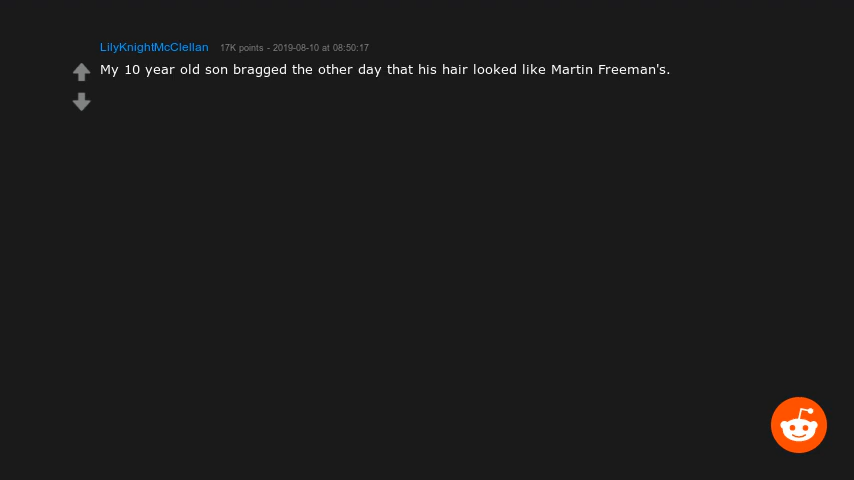 LilyKnightMcClellan 17K points - 2019-08-10 at 08:50:17
My 10 year old son bragged the other day that his hair looked like Martin Freeman's.